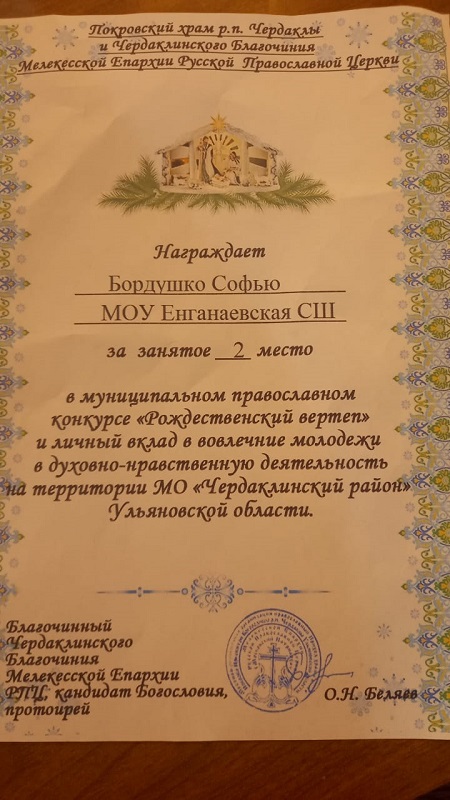 Покровский храм р.п. Чердаклы
и Чердаклинского Благочиния
Мелекесской Епархии Русской Православной Церкви
Награждает
Бордушко Софью
МОУ Енганаевская СШ
за занятое 2 место
в муниципальном православном
конкурсе «Рождественский вертеп»
и личный вклад в вовлечние молодежи
в духовно-нравственную деятельность
на территории МО «Чердаклинский район»
Ульяновской области.
Благочинный
Чердаклинского
Благочиния
Мелекесской Епархии
РПЦ, кандидат Богословия,
протоирей
О.Н. Беляев